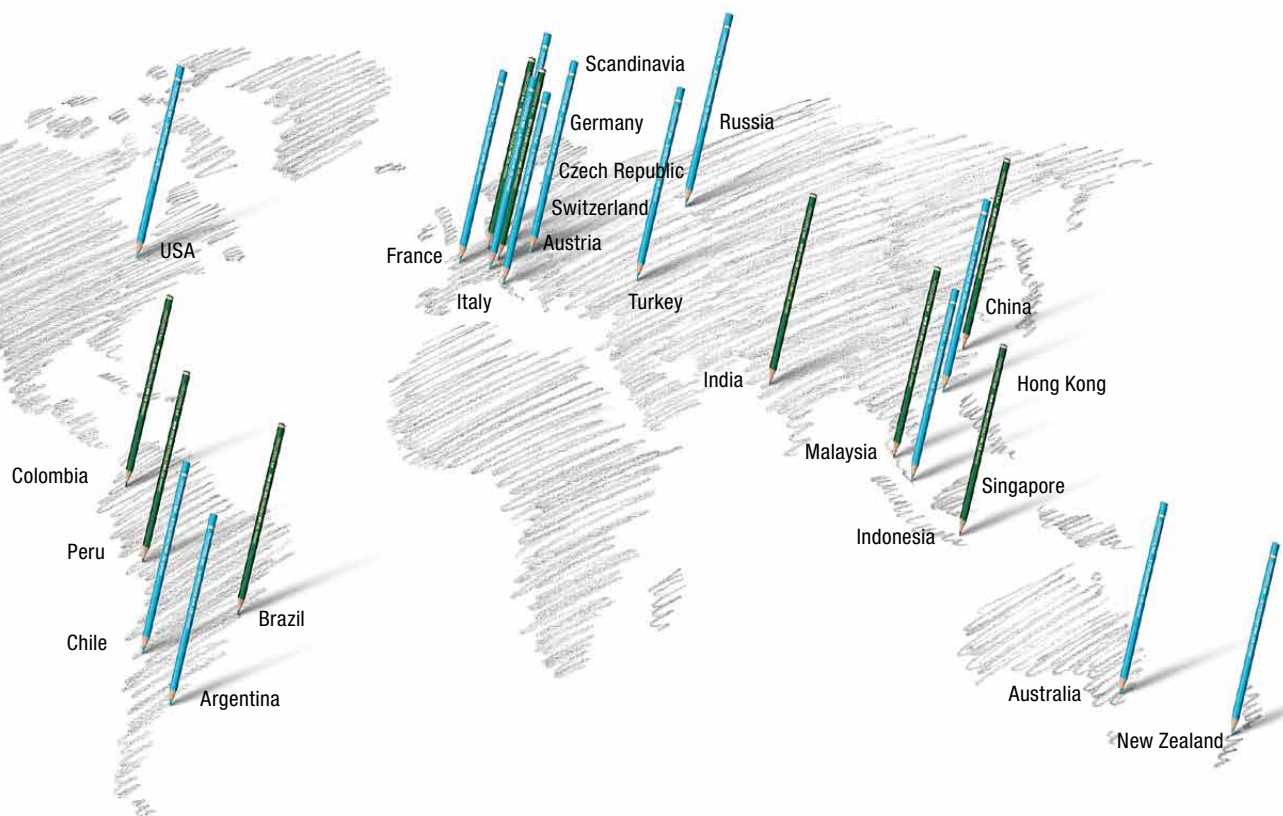 Scandinavia
Germany
Russia
Czech Republic
Switzerland
Austria
USA
France
Italy
Turkey
China
India
Hong Kong
Malaysia
Colombia
Singapore
Indonesia
Peru
Brazil
Chile
Argentina
Australia
New Zealand